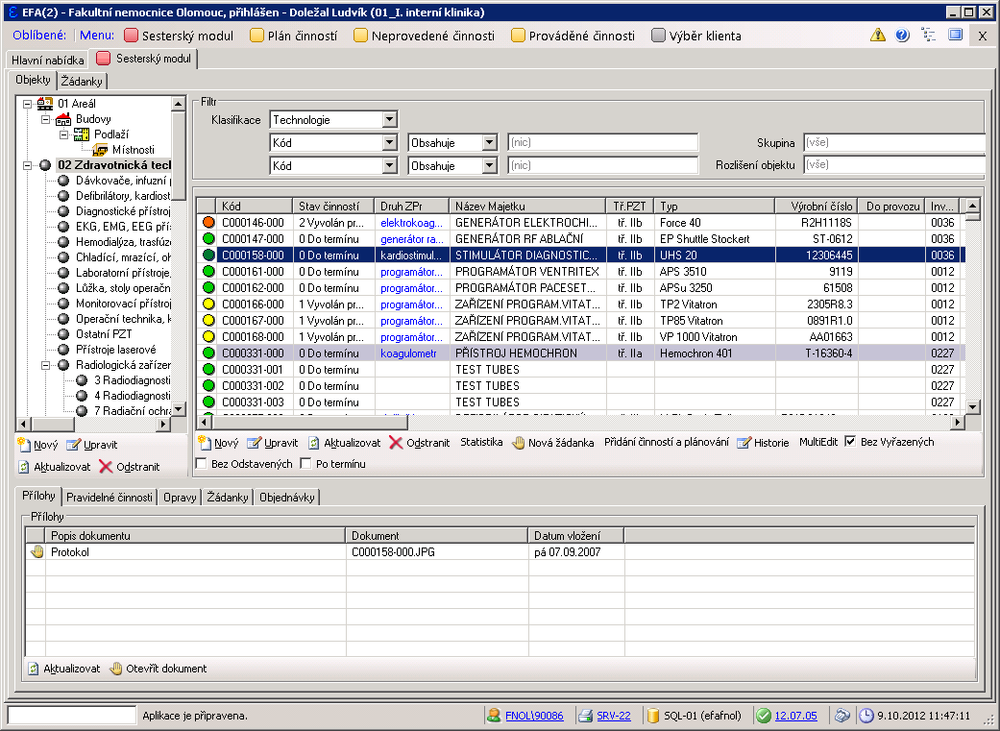 EFA(2) - Fakultní nemocnice Olomouc, přihlášen - Doležal Ludvík (01_I. interní klinika)
Oblíbené: Menu: Sesterský modul Plán činností Neprovedené činnosti Prováděné činnosti Výběr klienta X
Hlavní nabídka Sesterský modul
Objekty Žádanky
01 Areál
Budovy
Podlaží
Místnosti
02 Zdravotnická tecl
Dávkovače, infuzní
Defibrilátory, kardiost
Diagnostické přístroj
EKG, EMG, EEG přís
Hemodialýza, trasfúz
Chladící, mrazící, oh
Laboratorní přístroje,
Lůžka, stoly operačn
Monitorovací přístroj
Operační technika, k
Ostatní PZT
Přístroje laserové
Radiologická zařízen
3 Radiodiagnosti
4 Radiodiagnosti
7 Radiační ochra
Nový Upravit
Aktualizovat Odstranit
Filtr
Klasifikace Technologie
Kód Obsahuje (nic) Skupina (vše)
Kód Obsahuje (nic) Rozlišení objektu (vše)
Kód Stav činností Druh ZPr Název Majetku Tř.PZT Typ Výrobní číslo Do provozu Inv...
C000146-000 2 Vyvolán pr... elektrokoag... GENERÁTOR ELEKTROCHI... tř. IIb Force 40 R2H1118S 0036
C000147-000 0 Do termínu generátor ra... GENERÁTOR RF ABLAČNÍ tř. IIb EP Shuttle Stockert ST-0612 0036
C000158-000 0 Do termínu kardiostimul... STIMULÁTOR DIAGNOSTIC... tř. IIb UHS 20 12306445 0036
C000161-000 0 Do termínu programátor... PROGRAMÁTOR VENTRITEX tř. IIb APS 3510 9119 0012
C000162-000 0 Do termínu programátor... PROGRAMÁTOR PACESET... tř. IIb APSu 3250 61508 0012
C000166-000 1 Vyvolán pr... programátor... ZAŘÍZENÍ PROGRAM.VITAT... tř. IIb TP2 Vitatron 2305R8.3 0012
C000167-000 1 Vyvolán pr... programátor... ZAŘÍZENÍ PROGRAM.VITAT... tř. IIb TP85 Vitatron 0891R1.0 0012
C000168-000 1 Vyvolán pr... programátor... ZAŘÍZENÍ PROGRAM.VITAT... tř. IIb VP 1000 Vitatron AA01663 0012
C000331-000 0 Do termínu koagulometr PŘÍSTROJ HEMOCHRON tř. IIa Hemochron 401 T-16360-4 0227
C000331-001 0 Do termínu TEST TUBES 0227
C000331-002 0 Do termínu TEST TUBES 0227
C000331-003 0 Do termínu TEST TUBES 0227
Nový Upravit Aktualizovat Odstranit Statistika Nová žádanka Přidání činností a plánování Historie MultiEdit Bez Vyřazených
Bez Odstavených Po termínu
Přílohy Pravidelné činnosti Opravy Žádanky Objednávky
Přílohy
Popis dokumentu Dokument Datum vložení
Protokol C000158-000.JPG pá 07.09.2007
Aktualizovat Otevřít dokument
Aplikace je připravena. FNOL\90086 SRV-22 SQL-01 (efafnol) 12.07.05 9.10.2012 11:47:11